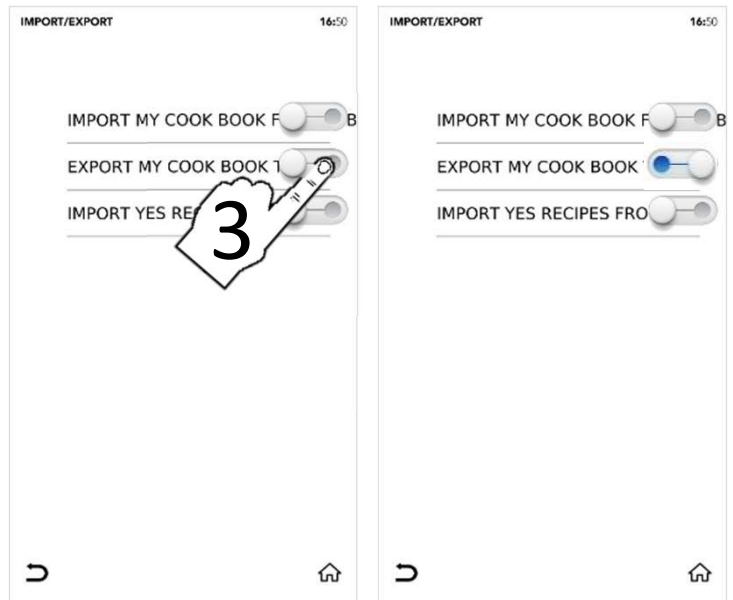 IMPORT/EXPORT 16:50
IMPORT MY COOK BOOK F B
EXPORT MY COOK BOOK T
IMPORT YES RE
3
IMPORT/EXPORT 16:50
IMPORT MY COOK BOOK F B
EXPORT MY COOK BOOK
IMPORT YES RECIPES FRO